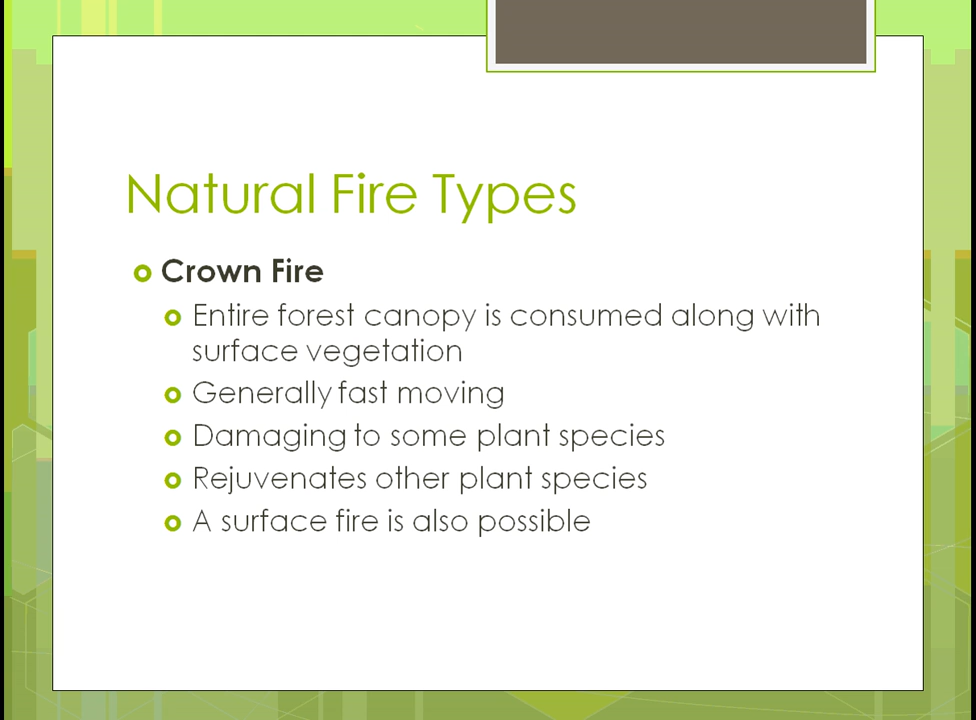 Natural Fire Types
Crown Fire
Entire forest canopy is consumed along with
surface vegetation
Generally fast moving
Damaging to some plant species
Rejuvenates other plant species
A surface fire is also possible